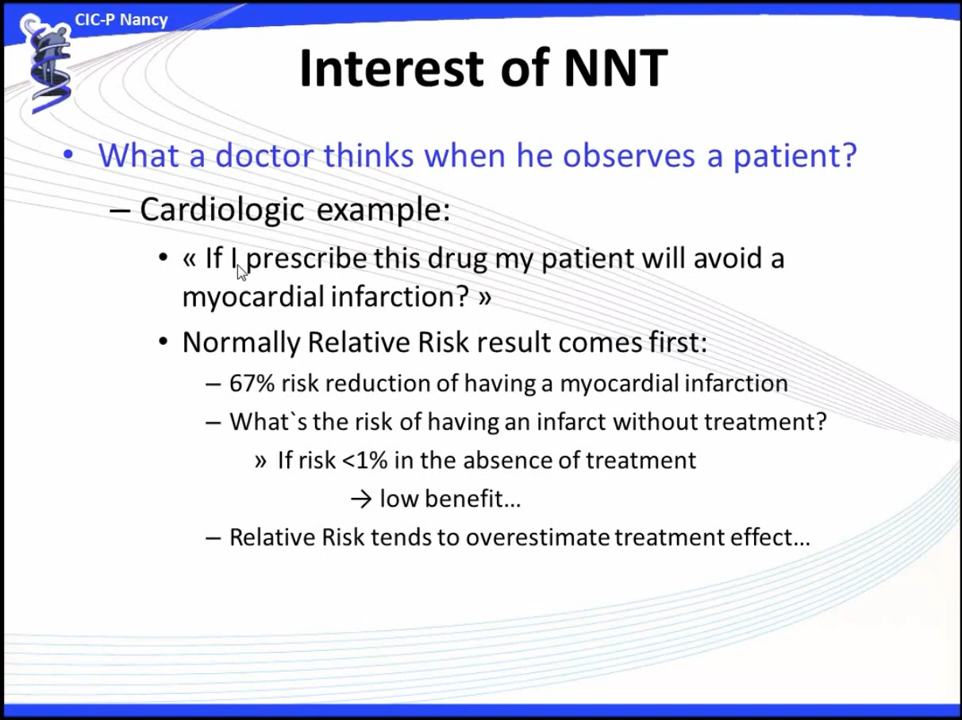 CIC-P Nancy
Interest of NNT
• What a doctor thinks when he observes a patient?
– Cardiologic example:
• « If I prescribe this drug my patient will avoid a
myocardial infarction? »
• Normally Relative Risk result comes first:
– 67% risk reduction of having a myocardial infarction
– What`s the risk of having an infarct without treatment?
» If risk <1% in the absence of treatment
→ low benefit…
– Relative Risk tends to overestimate treatment effect…